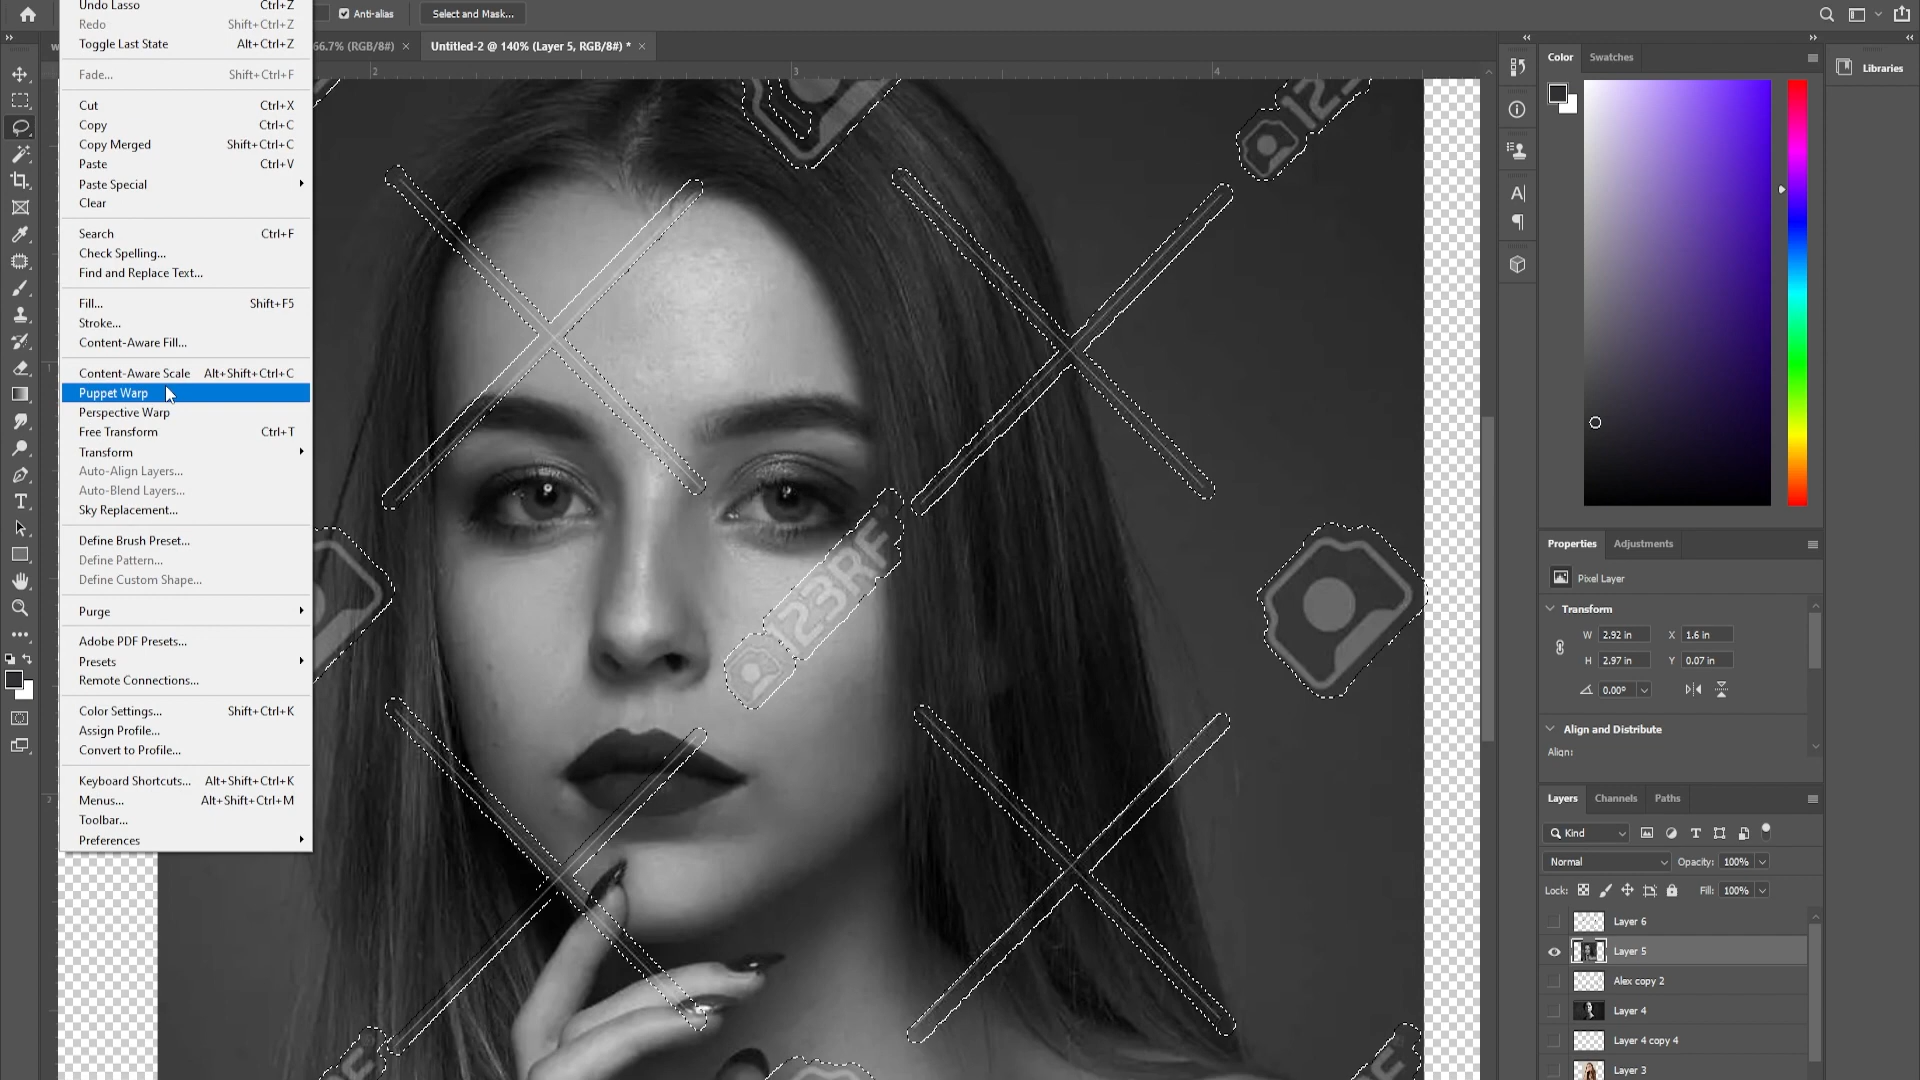 Undo Lasso Ctrl+Z
Redo Shift+Ctrl+Z
Toggle Last State Alt+Ctrl+Z
Fade... Shift+Ctrl+F
Cut Ctrl+X
Copy Ctrl+C
Copy Merged Shift+Ctrl+C
Paste Ctrl+V
Paste Special
Clear
Search Ctrl+F
Check Spelling...
Find and Replace Text...
Fill... Shift+F5
Stroke...
Content-Aware Fill...
Content-Aware Scale Alt+Shift+Ctrl+C
Puppet Warp
Perspective Warp
Free Transform Ctrl+T
Transform
Auto-Align Layers...
Auto-Blend Layers...
Sky Replacement...
Define Brush Preset...
Define Pattern...
Define Custom Shape...
Purge
Adobe PDF Presets...
Presets
Remote Connections...
Color Settings... Shift+Ctrl+K
Assign Profile...
Convert to Profile...
Keyboard Shortcuts... Alt+Shift+Ctrl+K
Menus... Alt+Shift+Ctrl+M
Toolbar...
Preferences
Anti-alias
Select and Mask...
66.7% (RGB/8#) ×
Untitled-2 @ 140% (Layer 5, RGB/8#) * ×
2 3 4
1
2
123RF
Color Swatches
Libraries
Properties Adjustments
Pixel Layer
Transform
W 2.92 in X 1.6 in
H 2.97 in Y 0.07 in
0.00°
Align and Distribute
Align:
Layers Channels Paths
Kind
Normal Opacity: 100%
Lock: Fill: 100%
Layer 6
Layer 5
Alex copy 2
Layer 4
Layer 4 copy 4
Layer 3